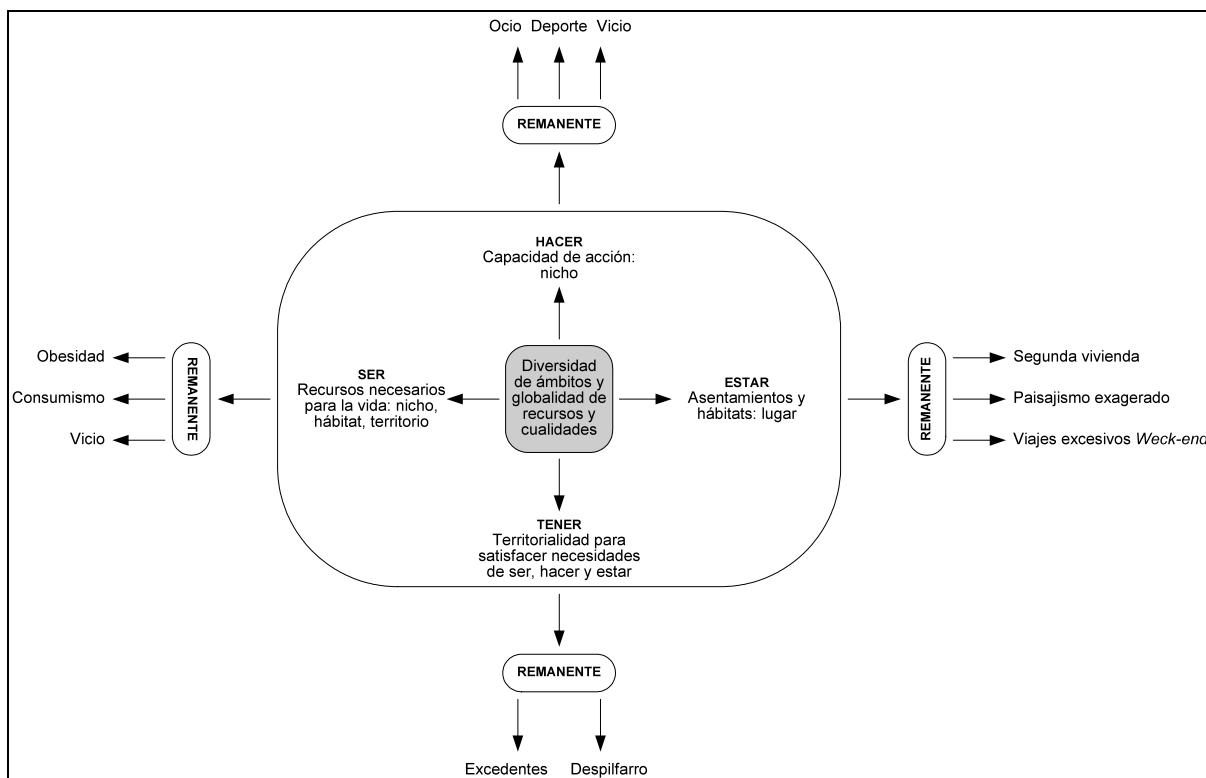 Ocio Deporte Vicio
REMANENTE
HACER
Capacidad de acción:
nicho
Obesidad
Consumismo
Vicio
REMANENTE
SER
Recursos necesarios
para la vida: nicho,
hábitat, territorio
Diversidad
de ámbitos y
globalidad de
recursos y
cualidades
ESTAR
Asentamientos y
hábitats: lugar
REMANENTE
Segunda vivienda
Paisajismo exagerado
Viajes excesivos Weck-end
TENER
Territorialidad para
satisfacer necesidades
de ser, hacer y estar
REMANENTE
Excedentes Despilfarro